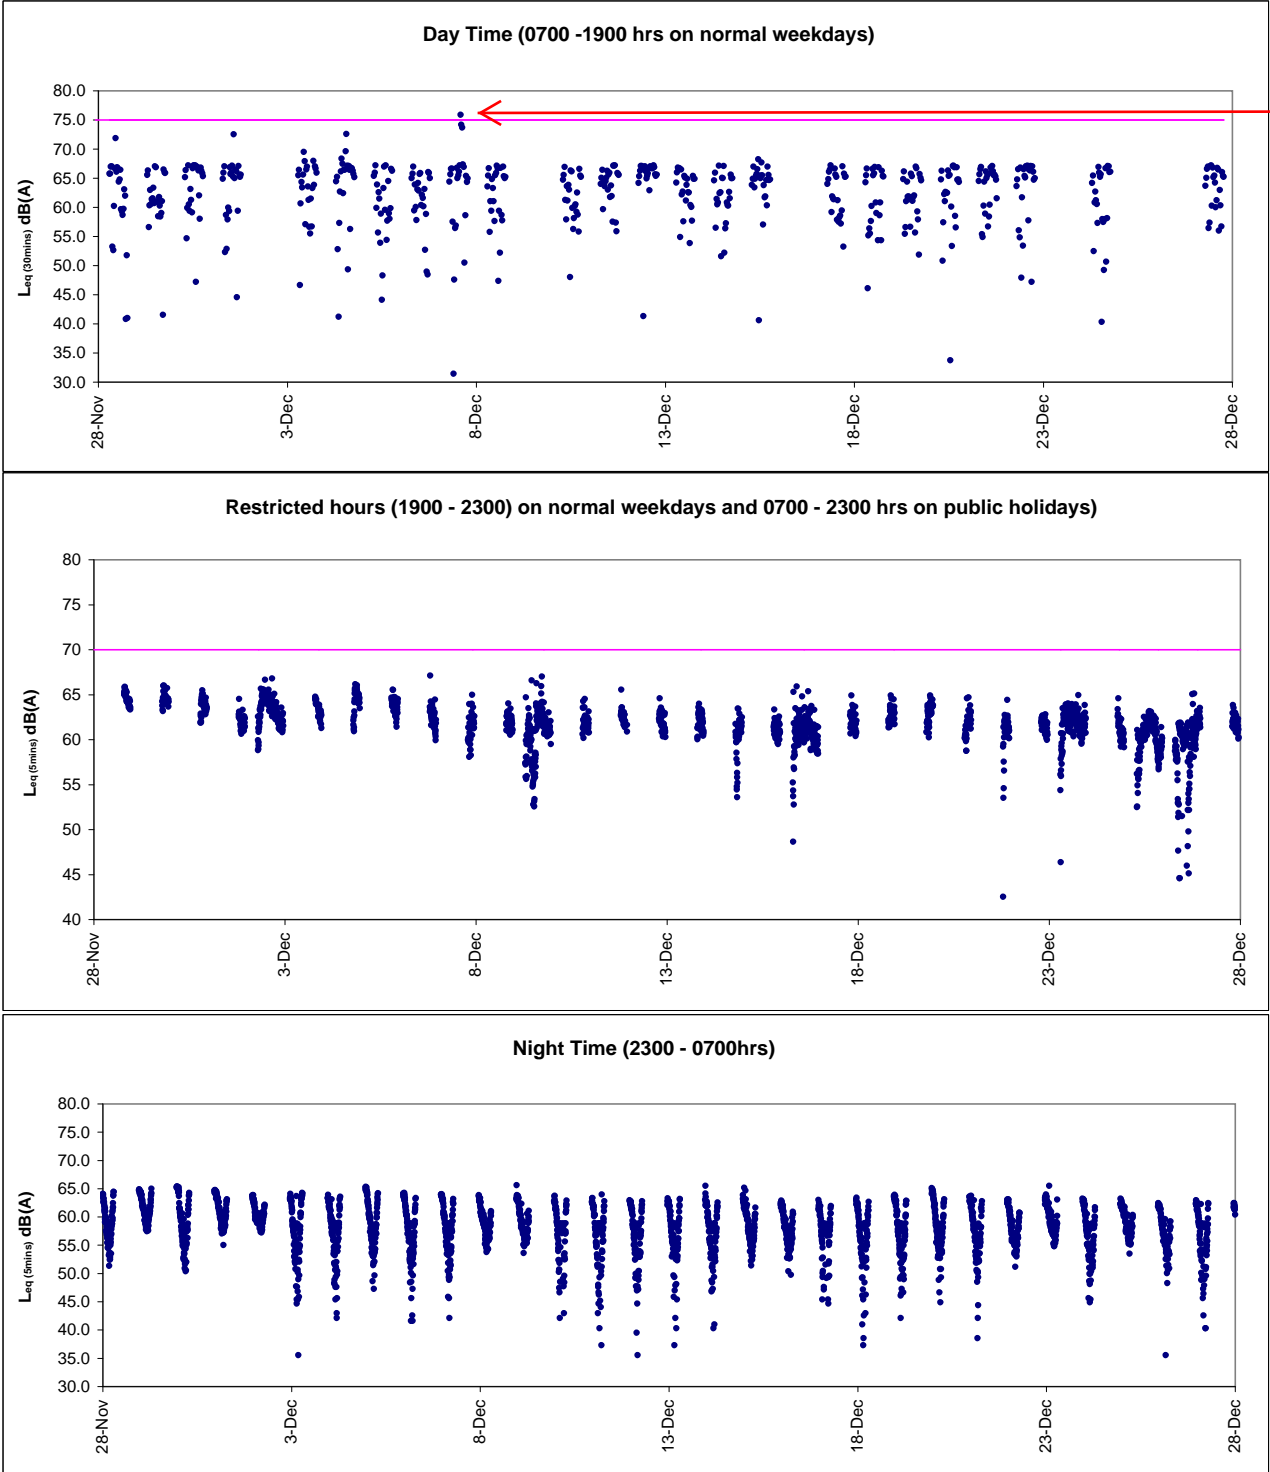 Day Time (0700 -1900 hrs on normal weekdays)
80.0
75.0
70.0
65.0
60.0
55.0
50.0
45.0
40.0
35.0
30.0
Leq (30mins) dB(A)
28-Nov
3-Dec
8-Dec
13-Dec
18-Dec
23-Dec
28-Dec
Restricted hours (1900 - 2300) on normal weekdays and 0700 - 2300 hrs on public holidays)
80
75
70
65
60
55
50
45
40
Leq (5mins) dB(A)
28-Nov
3-Dec
8-Dec
13-Dec
18-Dec
23-Dec
28-Dec
Night Time (2300 - 0700hrs)
80.0
75.0
70.0
65.0
60.0
55.0
50.0
45.0
40.0
35.0
30.0
Leq (5mins) dB(A)
28-Nov
3-Dec
8-Dec
13-Dec
18-Dec
23-Dec
28-Dec